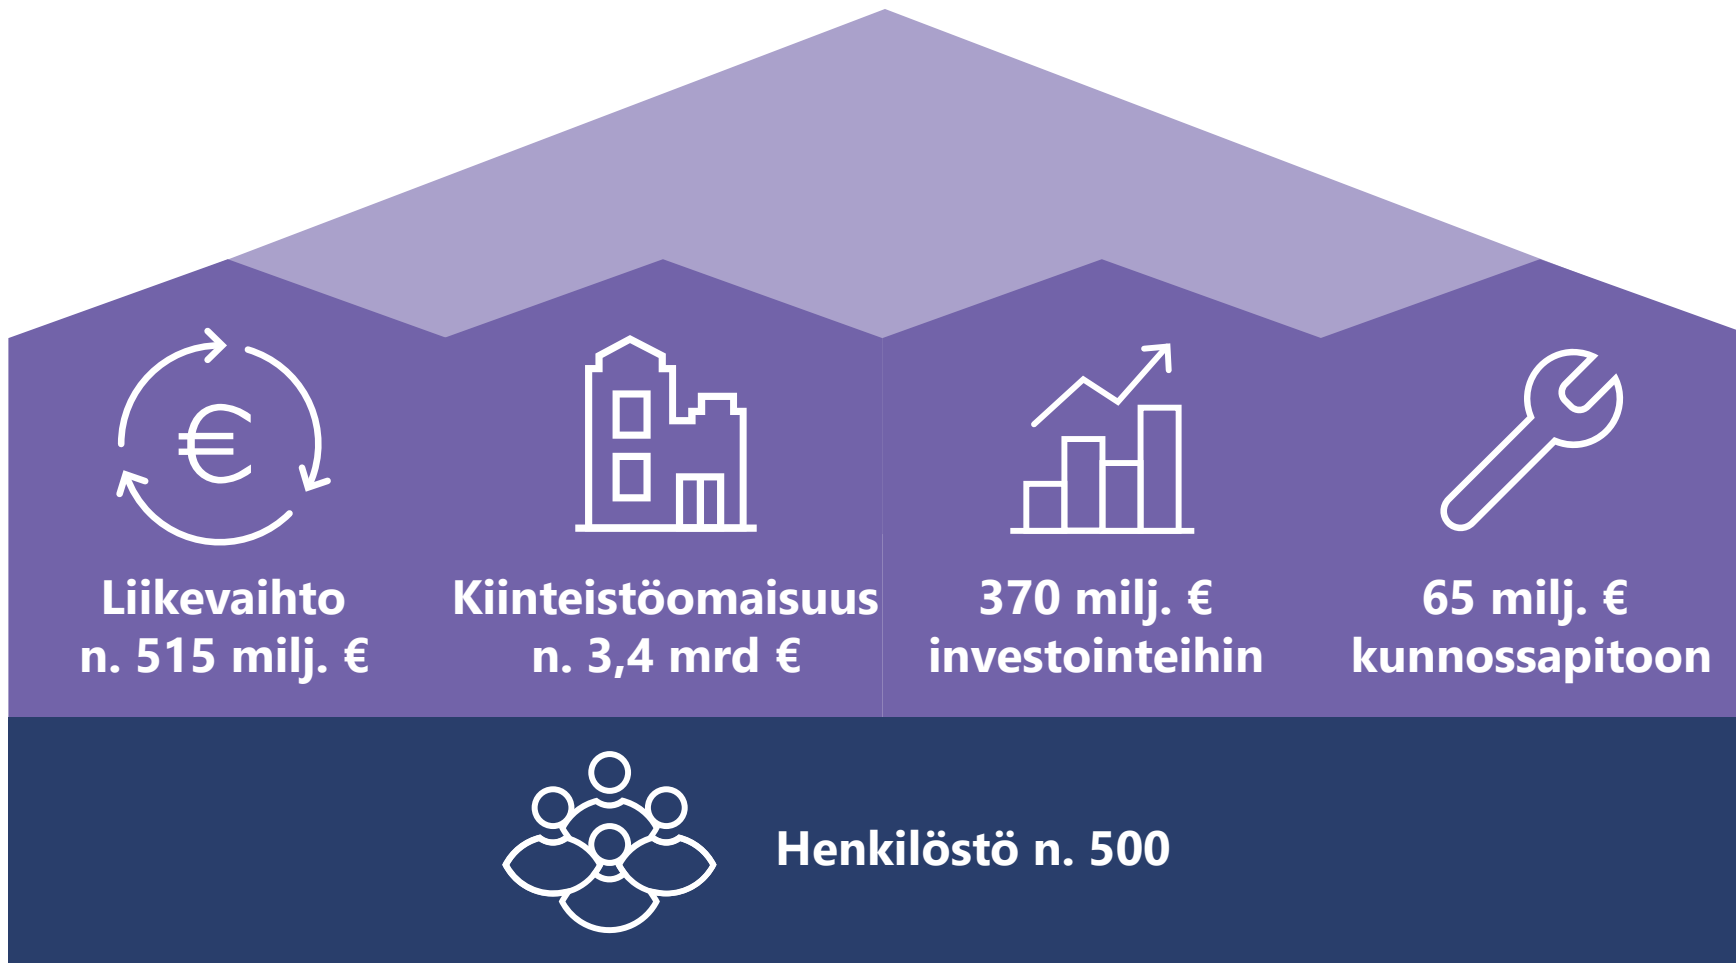 Liikevaihto
n. 515 milj. €
Kiinteistöomaisuus
n. 3,4 mrd €
370 milj. €
investointeihin
65 milj. €
kunnossapitoon
Henkilöstö n. 500